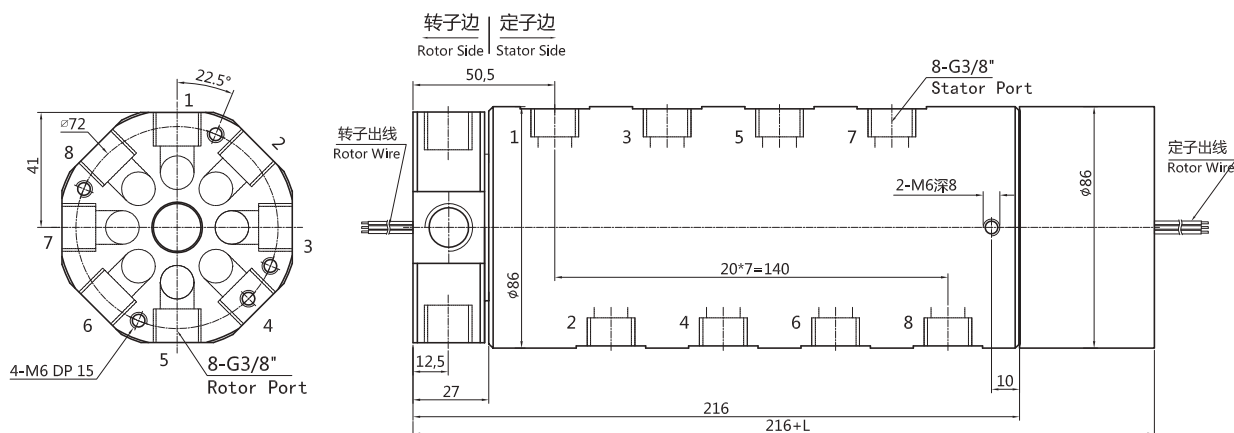 转子边 定子边
Rotor Side Stator Side
22.5°
50,5
8-G3/8"
Stator Port
1
⌀72
2
8
41
1
3
5
7
转子出线
Rotor Wire
定子出线
Rotor Wire
2-M6深8
ϕ86
7
3
20*7=140
ϕ86
2
4
6
8
6
4
4-M6 DP 15
5
8-G3/8"
Rotor Port
12,5
10
27
216
216+L